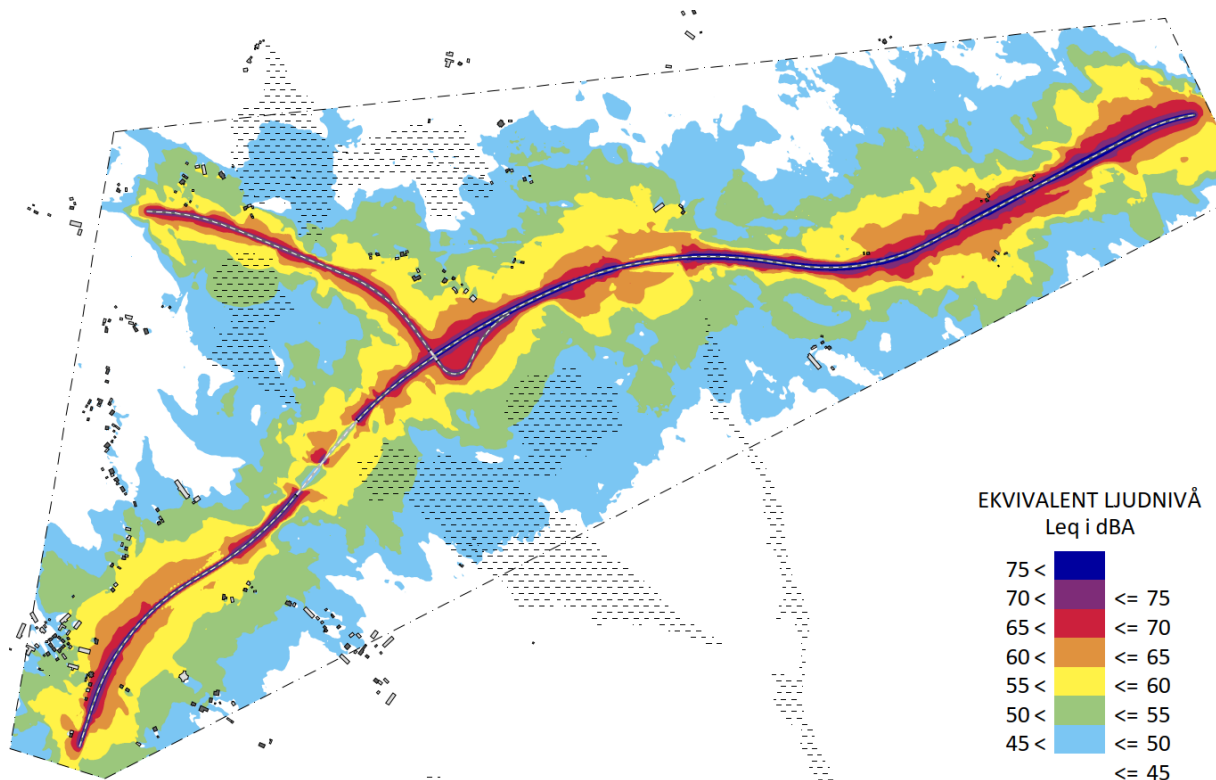 EKVIVALENT LJUDNIVÅ
Leq i dBA
75 <
70 < <= 75
65 < <= 70
60 < <= 65
55 < <= 60
50 < <= 55
45 < <= 50
<= 45